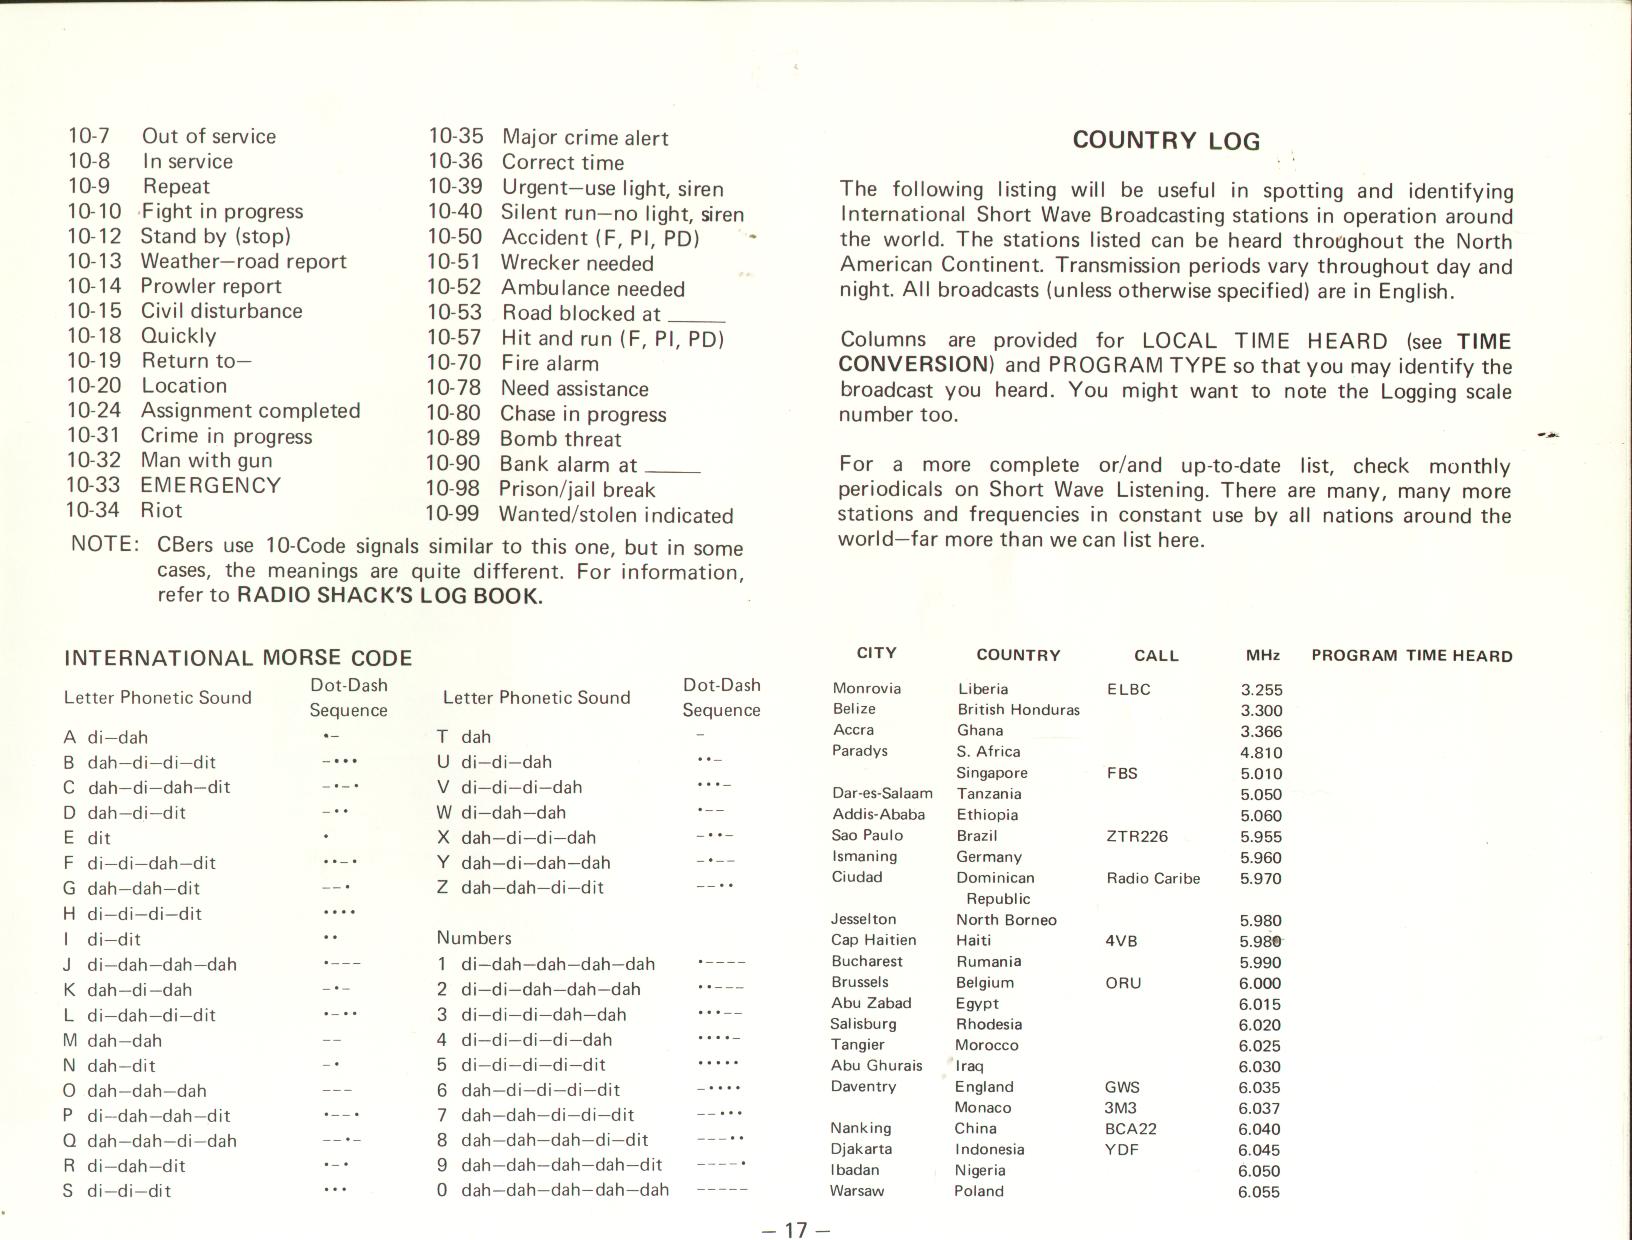 10-7 Out of service
10-8 In service
10-9 Repeat
10-10 Fight in progress
10-12 Stand by (stop)
10-13 Weather—road report
10-14 Prowler report
10-15 Civil disturbance
10-18 Quickly
10-19 Return to—
10-20 Location
10-24 Assignment completed
10-31 Crime in progress
10-32 Man with gun
10-33 EMERGENCY
10-34 Riot
10-35 Major crime alert
10-36 Correct time
10-39 Urgent—use light, siren
10-40 Silent run—no light, siren
10-50 Accident (F, PI, PD)
10-51 Wrecker needed
10-52 Ambulance needed
10-53 Road blocked at _____
10-57 Hit and run (F, PI, PD)
10-70 Fire alarm
10-78 Need assistance
10-80 Chase in progress
10-89 Bomb threat
10-90 Bank alarm at _____
10-98 Prison/jail break
10-99 Wanted/stolen indicated
NOTE: CBers use 10-Code signals similar to this one, but in some
cases, the meanings are quite different. For information,
refer to RADIO SHACK'S LOG BOOK.
INTERNATIONAL MORSE CODE
Letter Phonetic Sound Dot-Dash Sequence
A di—dah •–
B dah—di—di—dit –•••
C dah—di—dah—dit –•–•
D dah—di—dit –••
E dit •
F di—di—dah—dit ••–•
G dah—dah—dit ––•
H di—di—di—dit ••••
I di—dit ••
J di—dah—dah—dah •–––
K dah—di—dah –•–
L di—dah—di—dit •–••
M dah—dah ––
N dah—dit –•
O dah—dah—dah –––
P di—dah—dah—dit •––•
Q dah—dah—di—dah ––•–
R di—dah—dit •–•
S di—di—dit •••
Letter Phonetic Sound Dot-Dash Sequence
T dah –
U di—di—dah ••–
V di—di—di—dah •••–
W di—dah—dah •––
X dah—di—di—dah –••–
Y dah—di—dah—dah –•––
Z dah—dah—di—dit ––••
Numbers
1 di—dah—dah—dah—dah •––––
2 di—di—dah—dah—dah ••–––
3 di—di—di—dah—dah •••––
4 di—di—di—di—dah ••••–
5 di—di—di—di—dit •••••
6 dah—di—di—di—dit –••••
7 dah—dah—di—di—dit ––•••
8 dah—dah—dah—di—dit –––••
9 dah—dah—dah—dah—dit ––––•
0 dah—dah—dah—dah—dah –––––
COUNTRY LOG
The following listing will be useful in spotting and identifying
International Short Wave Broadcasting stations in operation around
the world. The stations listed can be heard throughout the North
American Continent. Transmission periods vary throughout day and
night. All broadcasts (unless otherwise specified) are in English.
Columns are provided for LOCAL TIME HEARD (see TIME
CONVERSION) and PROGRAM TYPE so that you may identify the
broadcast you heard. You might want to note the Logging scale
number too.
For a more complete or/and up-to-date list, check monthly
periodicals on Short Wave Listening. There are many, many more
stations and frequencies in constant use by all nations around the
world—far more than we can list here.
CITY COUNTRY CALL MHz PROGRAM TIME HEARD
Monrovia Liberia ELBC 3.255
Belize British Honduras 3.300
Accra Ghana 3.366
Paradys S. Africa 4.810
Singapore FBS 5.010
Dar-es-Salaam Tanzania 5.050
Addis-Ababa Ethiopia 5.060
Sao Paulo Brazil ZTR226 5.955
Ismaning Germany 5.960
Ciudad Dominican Radio Caribe 5.970
Republic
Jesselton North Borneo 5.980
Cap Haitien Haiti 4VB 5.980
Bucharest Rumania 5.990
Brussels Belgium ORU 6.000
Abu Zabad Egypt 6.015
Salisburg Rhodesia 6.020
Tangier Morocco 6.025
Abu Ghurais Iraq 6.030
Daventry England GWS 6.035
Monaco 3M3 6.037
Nanking China BCA22 6.040
Djakarta Indonesia YDF 6.045
Ibadan Nigeria 6.050
Warsaw Poland 6.055
– 17 –